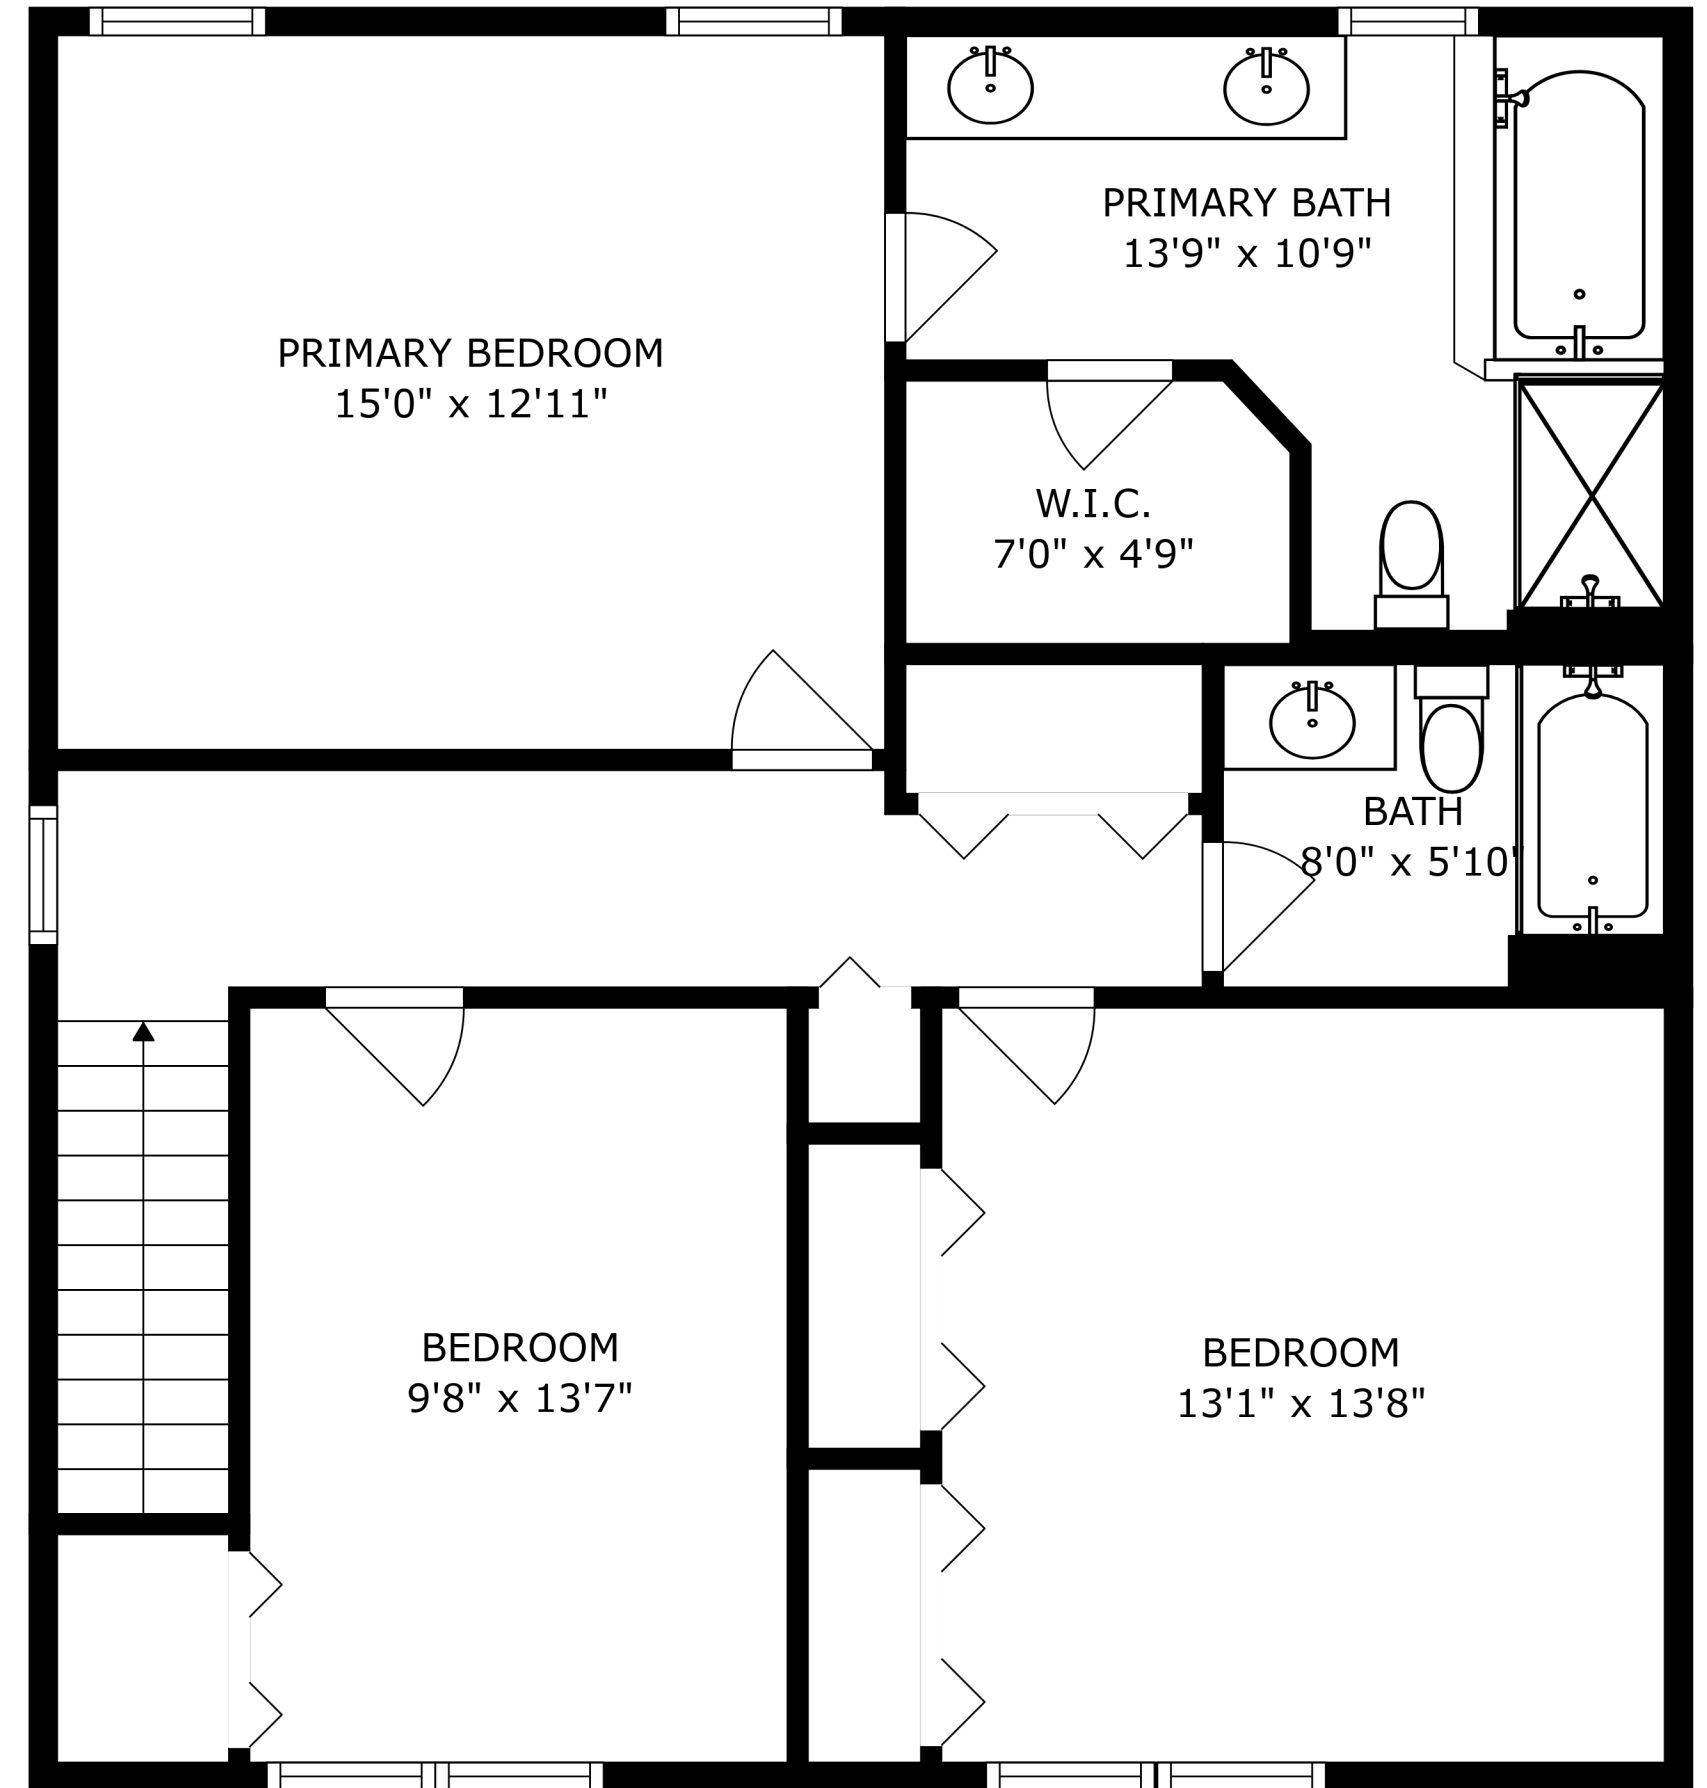 PRIMARY BATH
13'9" x 10'9"
PRIMARY BEDROOM
15'0" x 12'11"
W.I.C.
7'0" x 4'9"
BATH
8'0" x 5'10"
BEDROOM
9'8" x 13'7"
BEDROOM
13'1" x 13'8"